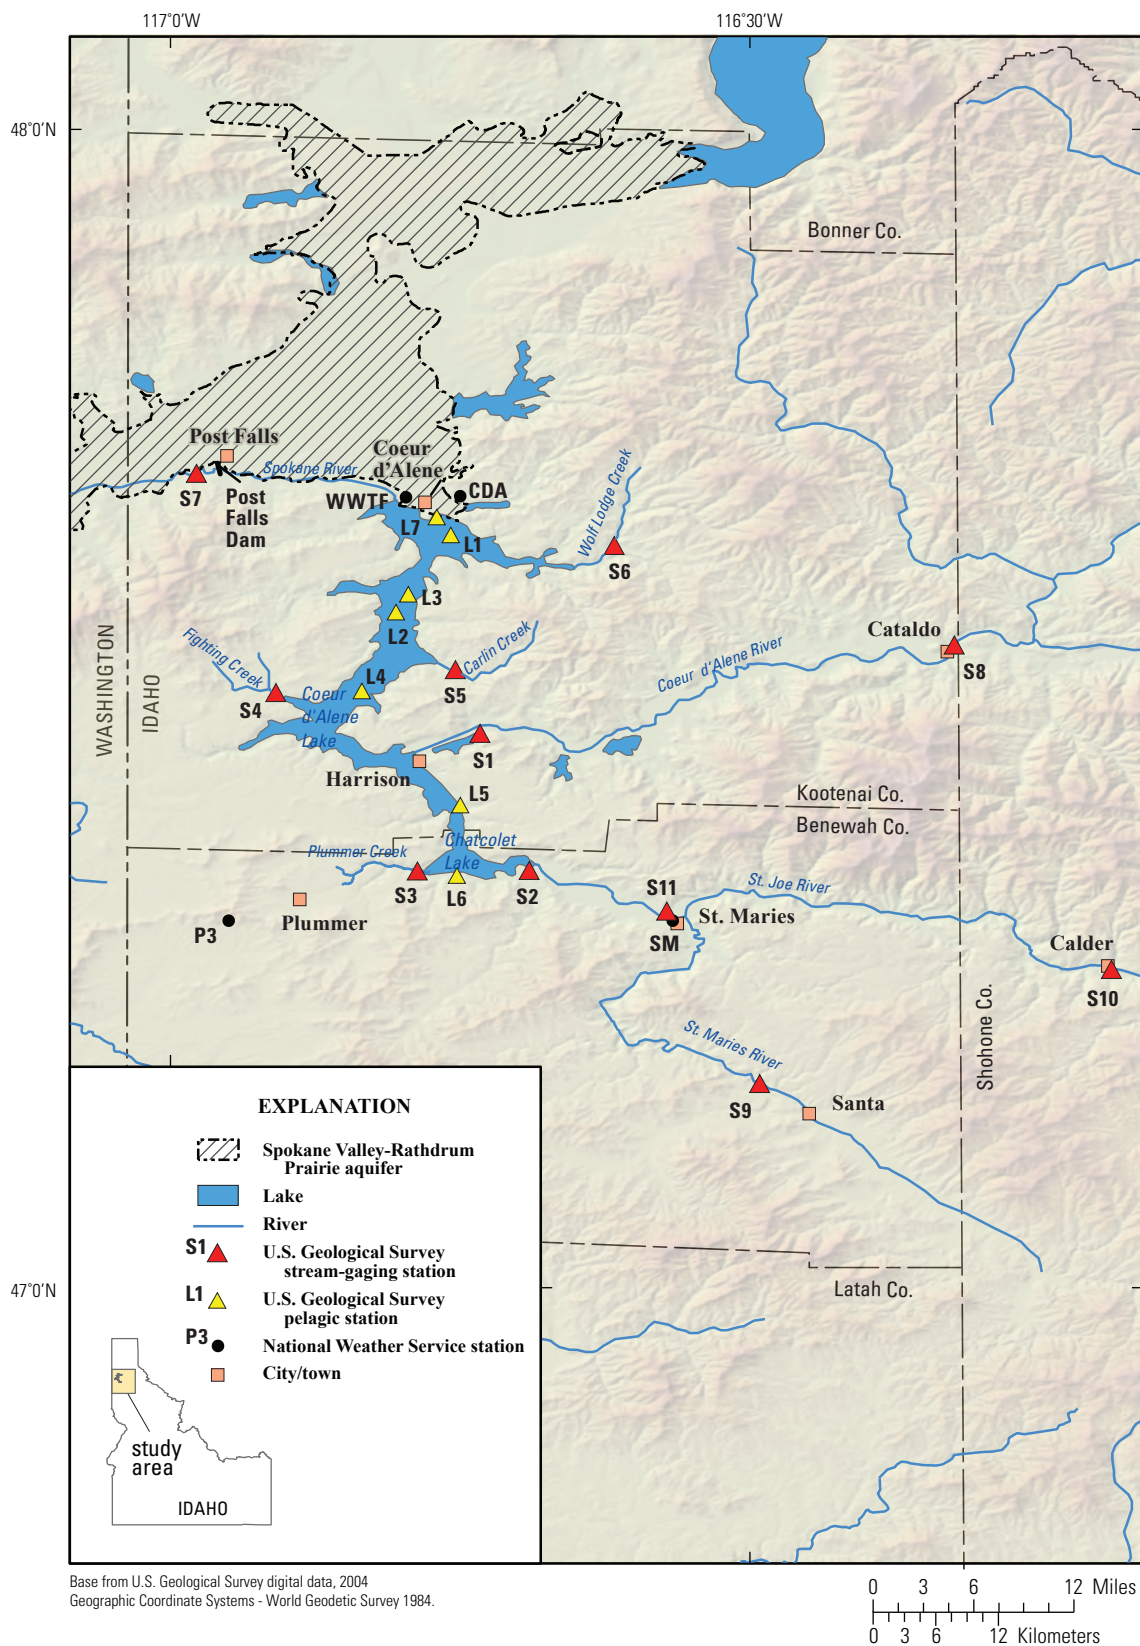 117°0'W
116°30'W
48°0'N
Bonner Co.
Post Falls
Coeur
d'Alene
Spokane River
S7
Post
Falls
Dam
WWTF
CDA
L7
L1
Wolf Lodge Creek
S6
L3
L2
WASHINGTON
IDAHO
Fighting Creek
Carlin Creek
S5
S4
L4
Coeur
d'Alene
Lake
Coeur d'Alene River
Cataldo
S8
S1
Harrison
L5
Kootenai Co.
Benewah Co.
Chatcolet
Lake
Plummer Creek
S3
L6
S2
S11
St. Joe River
SM
St. Maries
Plummer
P3
Calder
S10
Shohone Co.
St. Maries River
S9
Santa
47°0'N
Latah Co.
EXPLANATION
Spokane Valley-Rathdrum
Prairie aquifer
Lake
River
S1
U.S. Geological Survey
stream-gaging station
L1
U.S. Geological Survey
pelagic station
P3
National Weather Service station
City/town
study
area
IDAHO
Base from U.S. Geological Survey digital data, 2004
Geographic Coordinate Systems - World Geodetic Survey 1984.
0 3 6 12 Miles
0 3 6 12 Kilometers